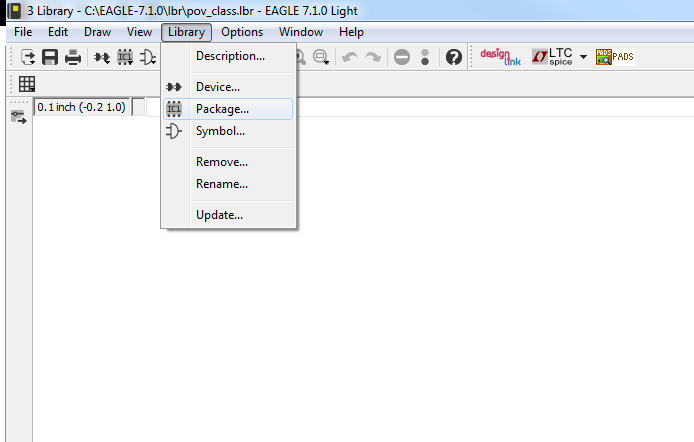 3 Library - C:\EAGLE-7.1.0\lbr\pov_class.lbr - EAGLE 7.1.0 Light
File Edit Draw View Library Options Window Help
design link LTC spice PADS PADS
0.1 inch (-0.2 1.0)
Description...
Device...
IC1 Package...
Symbol...
Remove...
Rename...
Update...